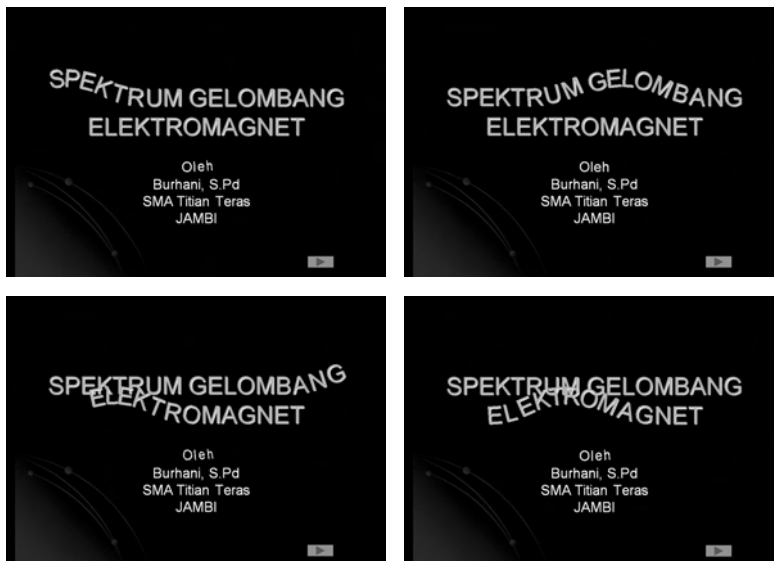 SPEKTRUM GELOMBANG
ELEKTROMAGNET
Oleh
Burhani, S.Pd
SMA Titian Teras
JAMBI
SPEKTRUM GELOMBANG
ELEKTROMAGNET
Oleh
Burhani, S.Pd
SMA Titian Teras
JAMBI
SPEKTRUM GELOMBANG
ELEKTROMAGNET
Oleh
Burhani, S.Pd
SMA Titian Teras
JAMBI
SPEKTRUM GELOMBANG
ELEKTROMAGNET
Oleh
Burhani, S.Pd
SMA Titian Teras
JAMBI